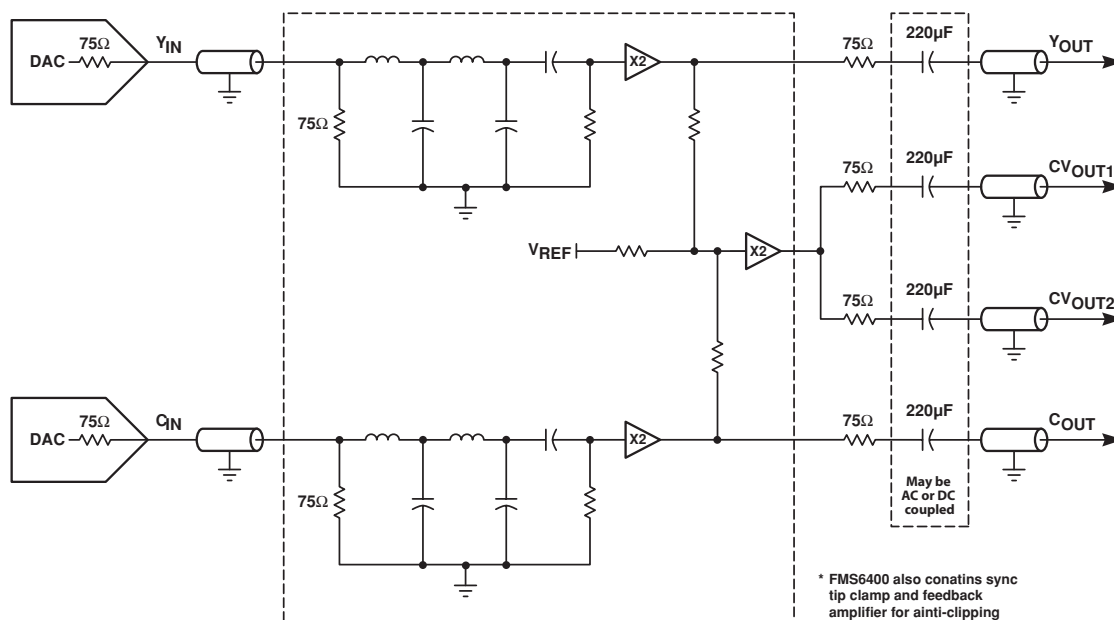 75Ω
DAC
YIN
75Ω
X2
75Ω
220µF
YOUT
75Ω
220µF
CVOUT1
VREF
X2
75Ω
220µF
CVOUT2
75Ω
DAC
CIN
75Ω
X2
75Ω
220µF
COUT
May be
AC or DC
coupled
* FMS6400 also conatins sync
tip clamp and feedback
amplifier for ainti-clipping